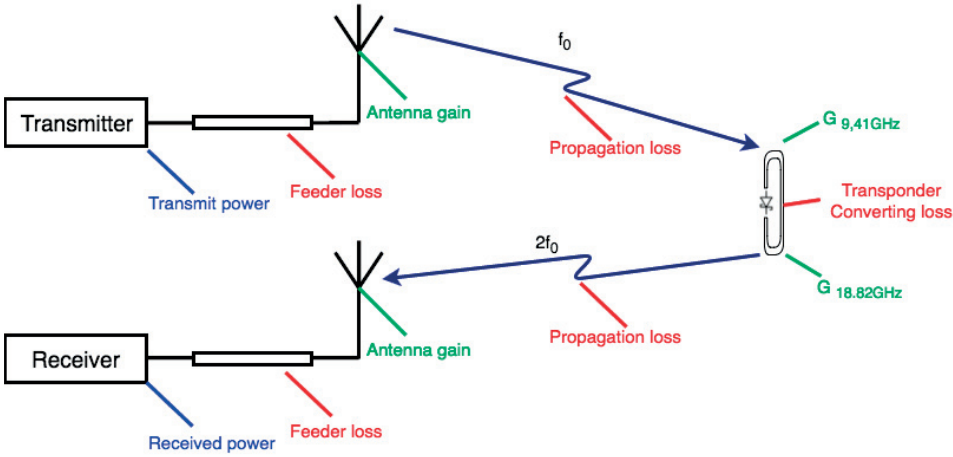 f0
Antenna gain
G 9,41GHz
Transmitter
Propagation loss
Feeder loss
Transmit power
Transponder
Converting loss
2f0
G 18.82GHz
Propagation loss
Antenna gain
Receiver
Feeder loss
Received power